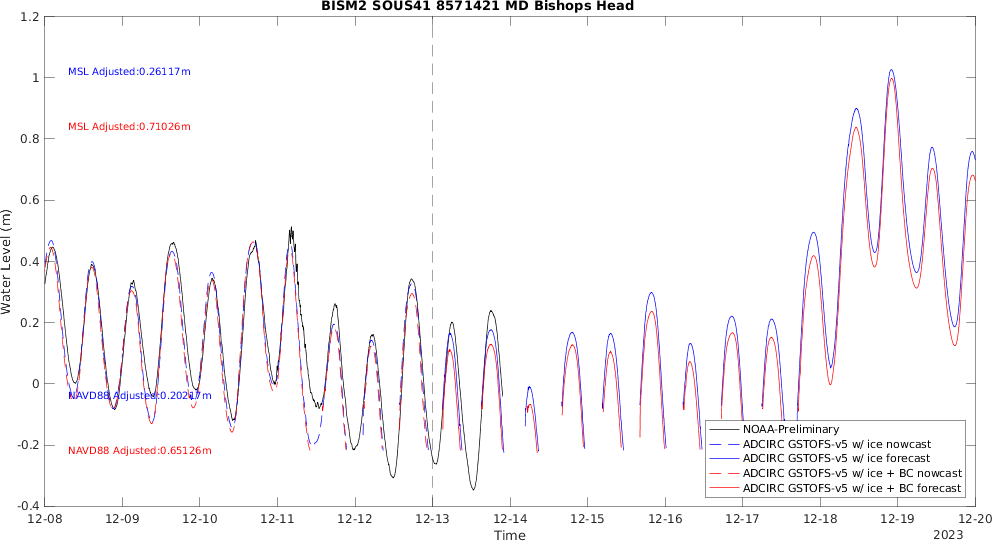 BISM2 SOUS41 8571421 MD Bishops Head
1.2
1
0.8
0.6
0.4
0.2
0
-0.2
-0.4
Water Level (m)
MSL Adjusted:0.26117m
MSL Adjusted:0.71026m
NAVD88 Adjusted:0.20217m
NAVD88 Adjusted:0.65126m
NOAA-Preliminary
ADCIRC GSTOFS-v5 w/ ice nowcast
ADCIRC GSTOFS-v5 w/ ice forecast
ADCIRC GSTOFS-v5 w/ ice + BC nowcast
ADCIRC GSTOFS-v5 w/ ice + BC forecast
12-08 12-09 12-10 12-11 12-12 12-13 12-14 12-15 12-16 12-17 12-18 12-19 12-20
Time
2023